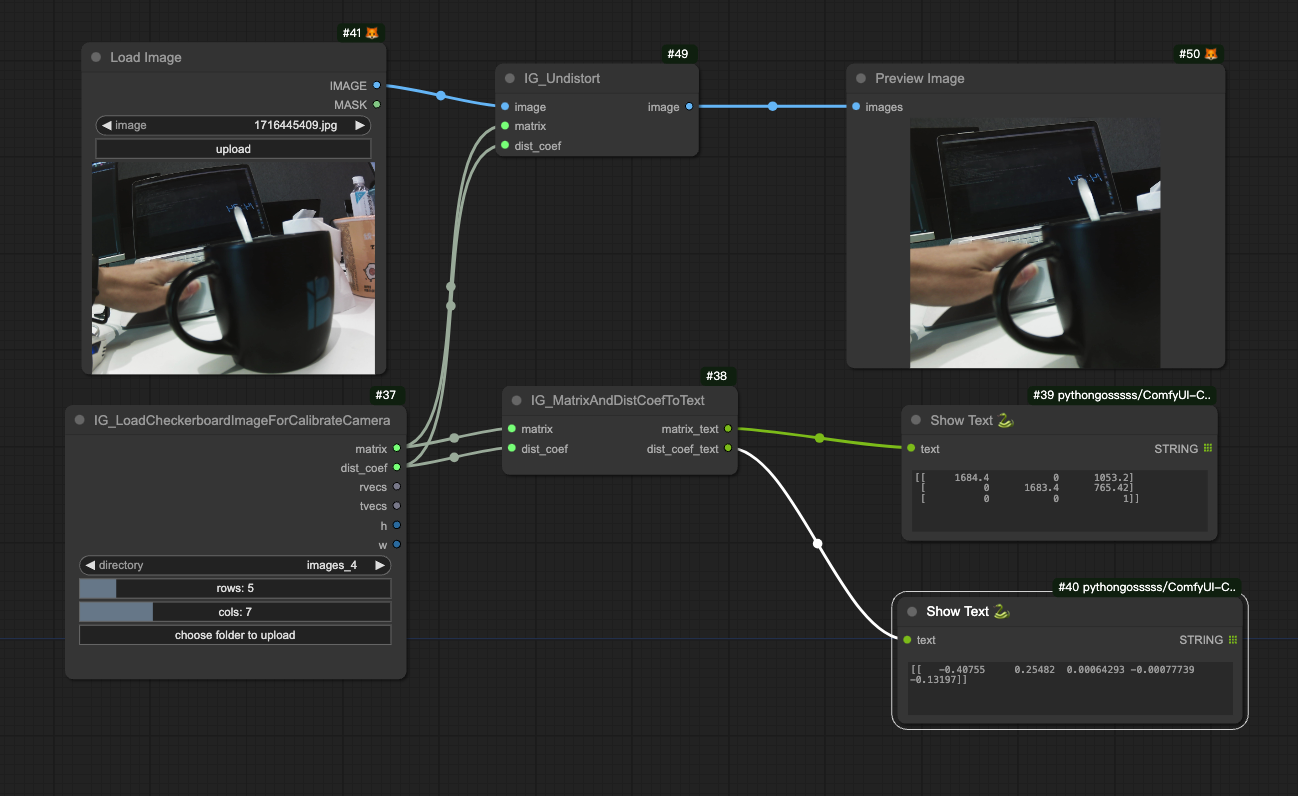 #41 🦊
Load Image
IMAGE
MASK
image 1716445409.jpg
upload
#49
IG_Undistort
image image
matrix
dist_coef
#50 🦊
Preview Image
images
#37
IG_LoadCheckerboardImageForCalibrateCamera
matrix
dist_coef
rvecs
tvecs
h
w
directory images_4
rows: 5
cols: 7
choose folder to upload
#38
IG_MatrixAndDistCoefToText
matrix matrix_text
dist_coef dist_coef_text
#39 pythongosssss/ComfyUI-C..
Show Text 🐍
text STRING
[[ 1684.4 0 1053.2]
[ 0 1683.4 765.42]
[ 0 0 1]]
#40 pythongosssss/ComfyUI-C..
Show Text 🐍
text STRING
[[ -0.40755 0.25482 0.00064293 -0.00077739
-0.13197]]